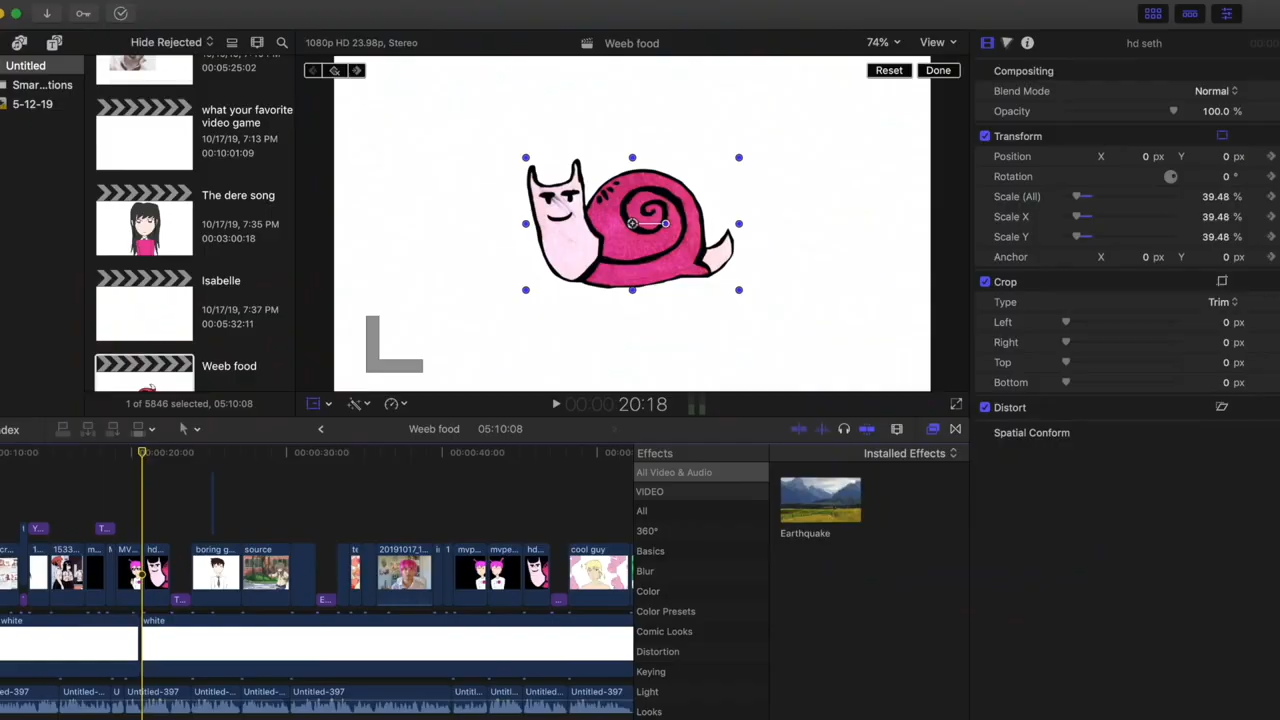 Hide Rejected
1080p HD 23.98p, Stereo
Weeb food
74%
View
hd seth
Untitled
Smar...tions
5-12-19
00:05:25:02
what your favorite
video game
10/17/19, 7:13 PM
00:10:01:09
The dere song
10/17/19, 7:35 PM
00:03:00:18
Isabelle
10/17/19, 7:37 PM
00:05:32:11
Weeb food
1 of 5846 selected, 05:10:08
Reset
Done
00:00 20:18
Compositing
Blend Mode
Normal
Opacity
100.0 %
Transform
Position
X
0 px
Y
0 px
Rotation
0 °
Scale (All)
39.48 %
Scale X
39.48 %
Scale Y
39.48 %
Anchor
X
0 px
Y
0 px
Crop
Type
Trim
Left
0 px
Right
0 px
Top
0 px
Bottom
0 px
Distort
Spatial Conform
dex
Weeb food
05:10:08
00:10:00
00:00:20:00
00:00:30:00
00:00:40:00
00:00:
Y...
T...
cr...
1...
1533...
m...
MV...
hd...
boring g...
source
te
20191017_1...
1
mvp...
mvpe...
hd...
cool guy
T...
E...
...
white
white
led-397
Untitled-...
U
Untitled-397
Untitled-...
Untitled-...
Untitled-397
Untitl...
Untitl...
Untitled...
Untitled-397
Effects
Installed Effects
All Video & Audio
VIDEO
All
360°
Basics
Blur
Color
Color Presets
Comic Looks
Distortion
Keying
Light
Looks
Earthquake